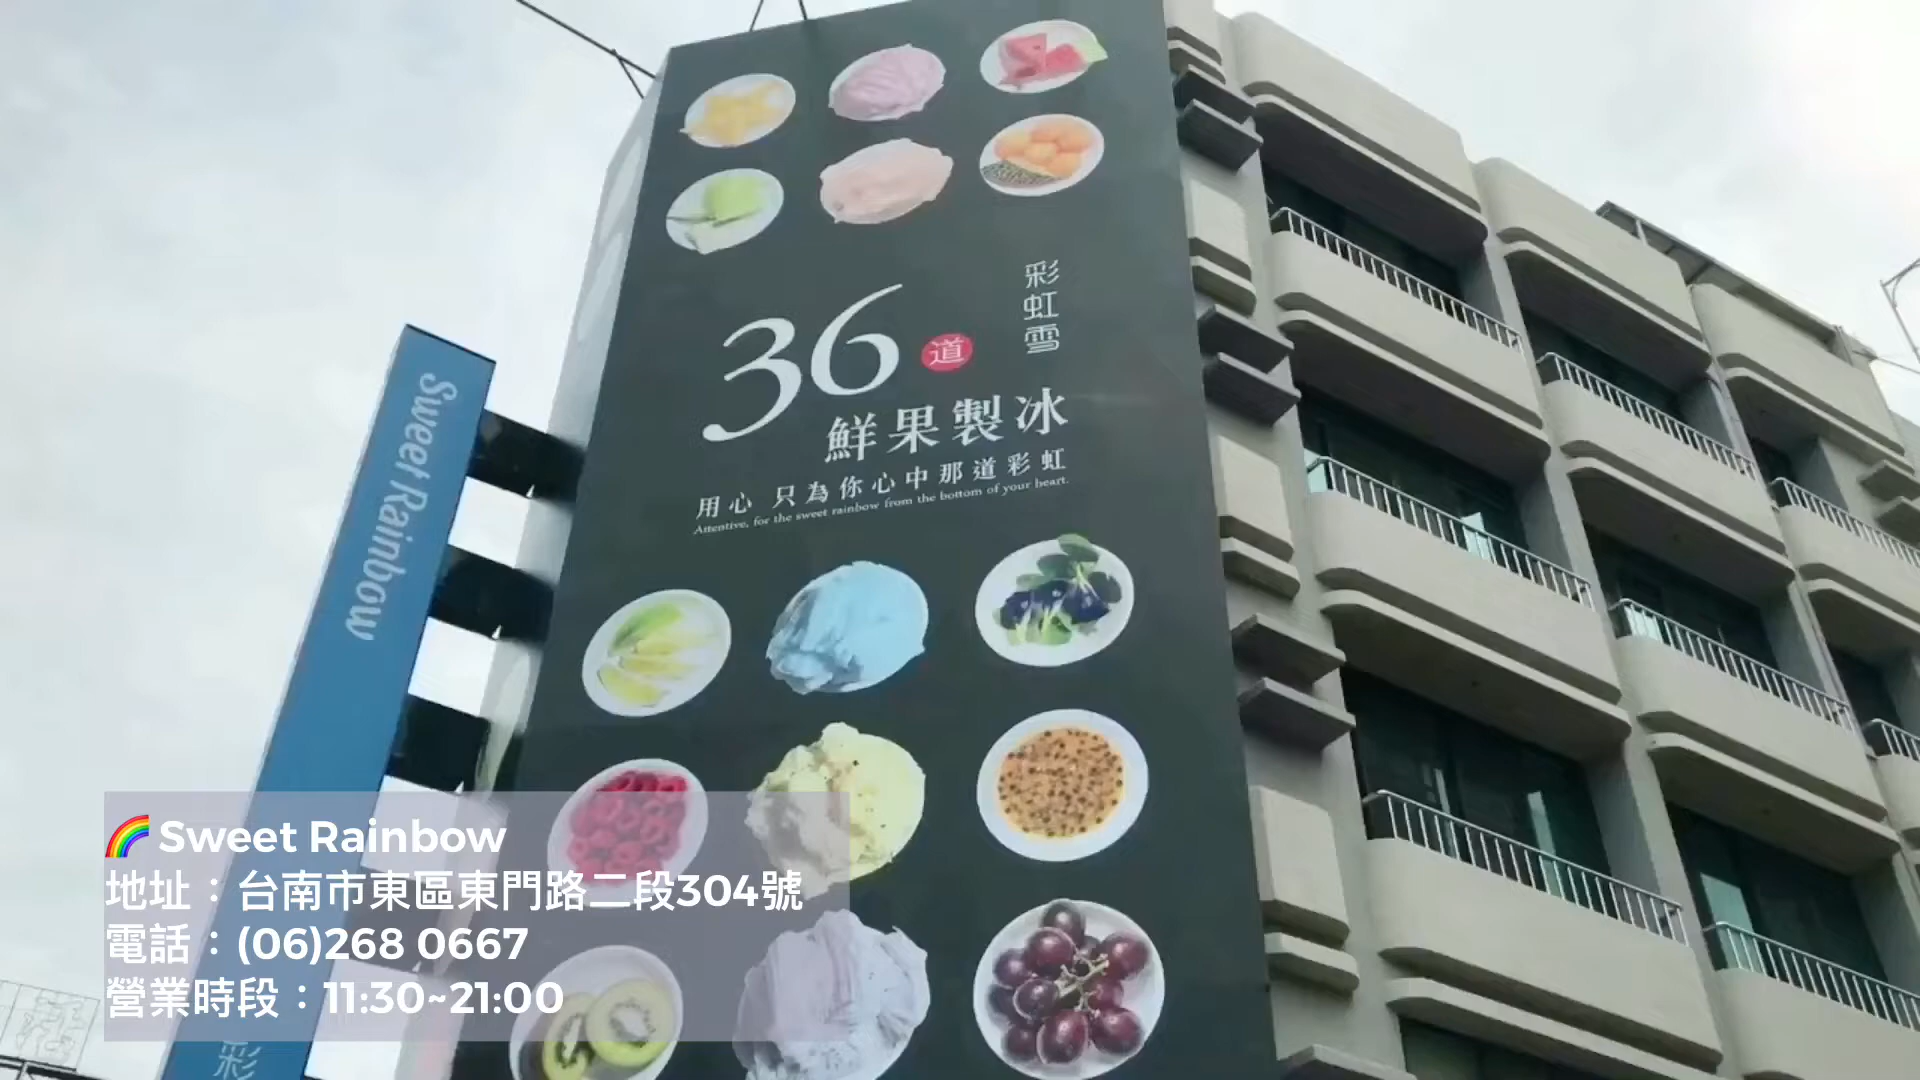 彩虹雪
36道
鮮果製冰
用心 只為你心中那道彩虹
Attentive, for the sweet rainbow from the bottom of your heart.
Sweet Rainbow
彩
🌈 Sweet Rainbow
地址：台南市東區東門路二段304號
電話：(06)268 0667
營業時段：11:30~21:00